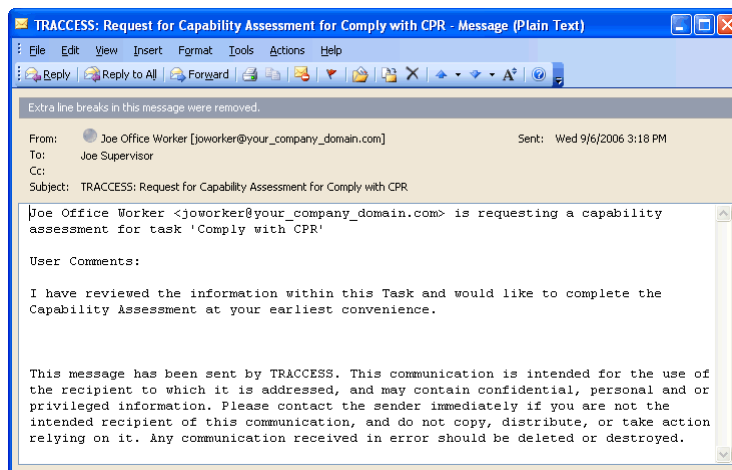 TRACCESS: Request for Capability Assessment for Comply with CPR - Message (Plain Text)
File Edit View Insert Format Tools Actions Help
Reply Reply to All Forward
Extra line breaks in this message were removed.
From: Joe Office Worker [joworker@your_company_domain.com] Sent: Wed 9/6/2006 3:18 PM
To: Joe Supervisor
Cc:
Subject: TRACCESS: Request for Capability Assessment for Comply with CPR
Joe Office Worker <joworker@your_company_domain.com> is requesting a capability
assessment for task 'Comply with CPR'
User Comments:
I have reviewed the information within this Task and would like to complete the
Capability Assessment at your earliest convenience.
This message has been sent by TRACCESS. This communication is intended for the use of
the recipient to which it is addressed, and may contain confidential, personal and or
privileged information. Please contact the sender immediately if you are not the
intended recipient of this communication, and do not copy, distribute, or take action
relying on it. Any communication received in error should be deleted or destroyed.